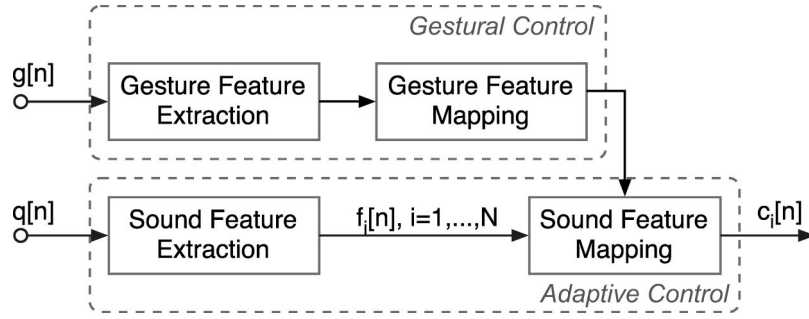 Gestural Control
g[n]
Gesture Feature
Extraction
Gesture Feature
Mapping
q[n]
Sound Feature
Extraction
f_i[n], i=1,...,N
Sound Feature
Mapping
c_i[n]
Adaptive Control